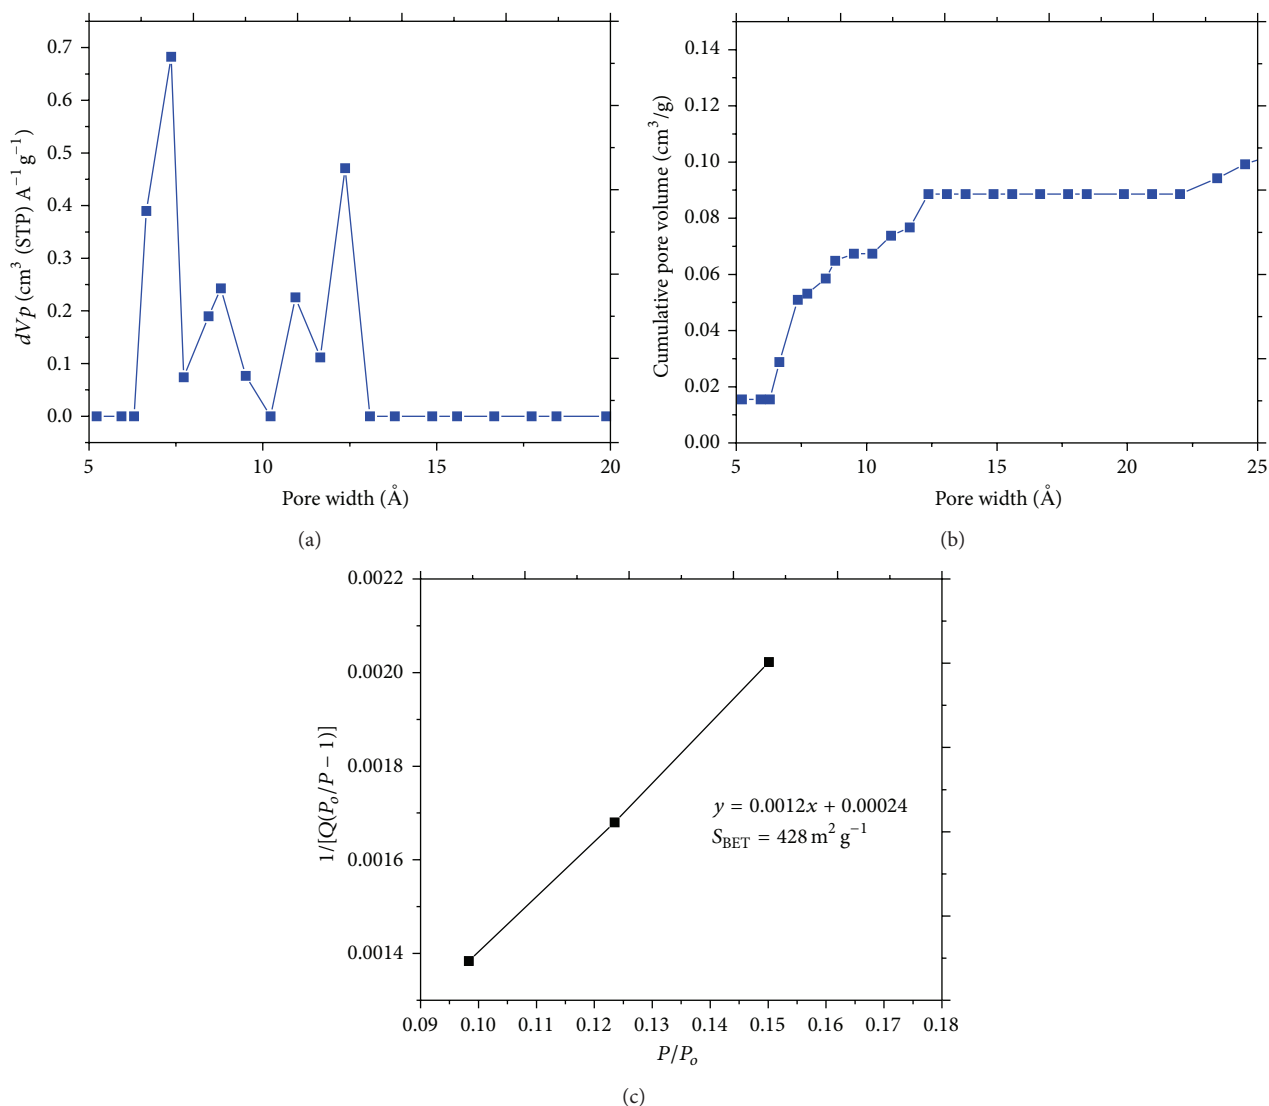 0.7
0.6
0.5
0.4
0.3
0.2
0.1
0.0
dVp (cm³ (STP) A⁻¹ g⁻¹)
5 10 15 20
Pore width (Å)
(a)
0.14
0.12
0.10
0.08
0.06
0.04
0.02
0.00
Cumulative pore volume (cm³/g)
5 10 15 20 25
Pore width (Å)
(b)
0.0022
0.0020
0.0018
0.0016
0.0014
1/[Q(Pₒ/P − 1)]
y = 0.0012x + 0.00024
S_BET = 428 m² g⁻¹
0.09 0.10 0.11 0.12 0.13 0.14 0.15 0.16 0.17 0.18
P/Pₒ
(c)